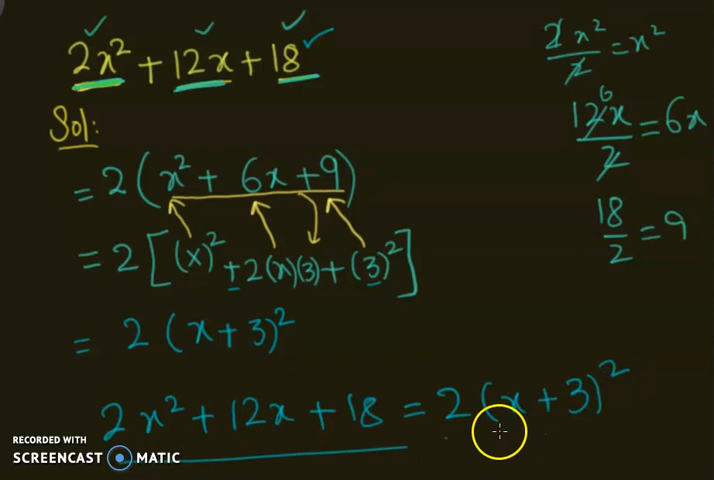 2x² + 12x + 18
Sol:
= 2 (x² + 6x + 9)
= 2 [(x)² + 2(x)(3) + (3)²]
= 2 (x + 3)²
2x² + 12x + 18 = 2 (x + 3)²
2x²/2 = x²
12x/2 = 6x
6
18/2 = 9
RECORDED WITH
SCREENCAST MATIC